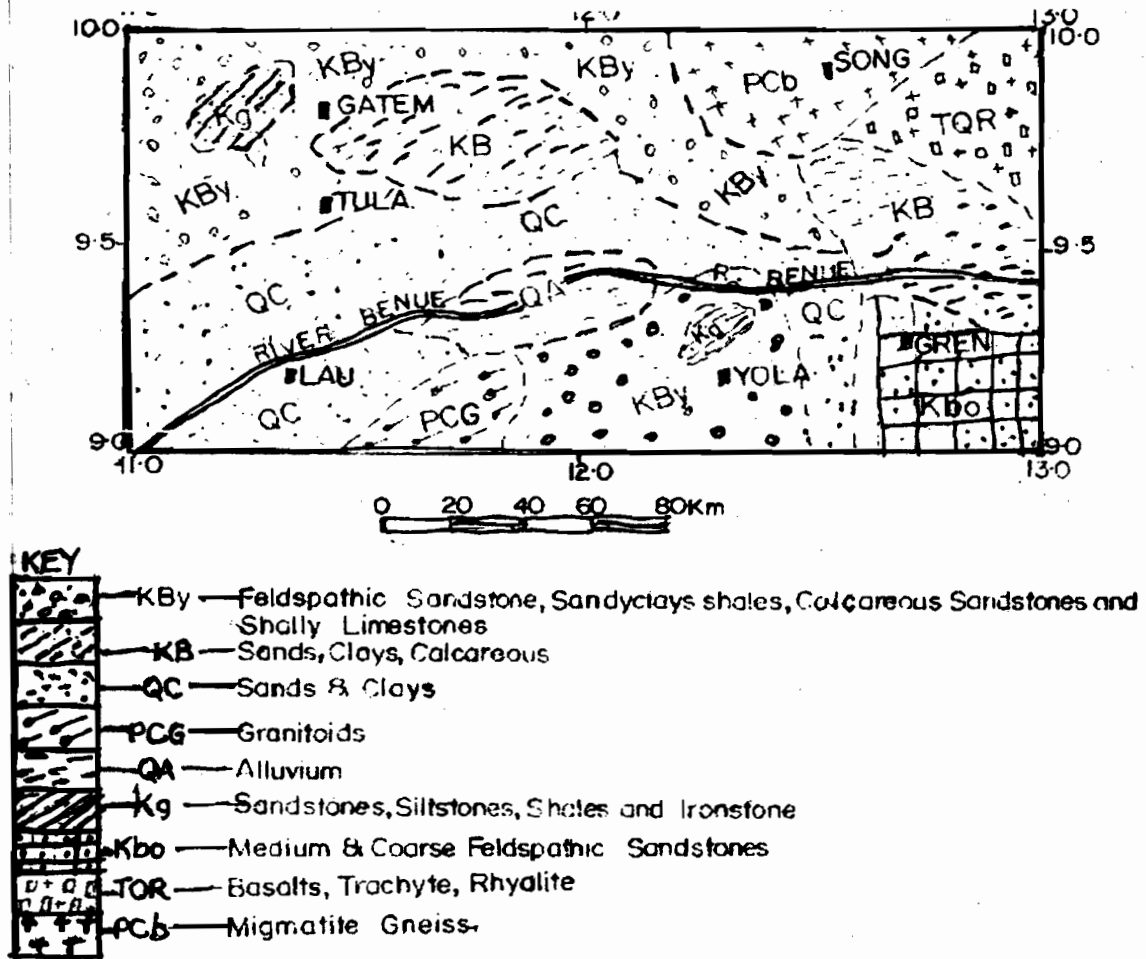 12.0 13.0
10.0 10.0
KBy KBy SONG
PCb
GATEM
Kg TQR
KB
KBy KBy
TULA
QC KB
9.5 9.5
QC RIVER BENUE QA R. BENUE QC
Kg
LAU YOLA GREN
QC PCG KBy Kbo
9.0 9.0
11.0 12.0 13.0
0 20 40 60 80Km
KEY
KBy — Feldspathic Sandstone, Sandyclays shales, Calcareous Sandstones and
Shally Limestones
KB — Sands, Clays, Calcareous
QC — Sands & Clays
PCG — Granitoids
QA — Alluvium
Kg — Sandstones, Siltstones, Shales and Ironstone
Kbo — Medium & Coarse Feldspathic Sandstones
TOR — Basalts, Trachyte, Rhyalite
PCb — Migmatite Gneiss.